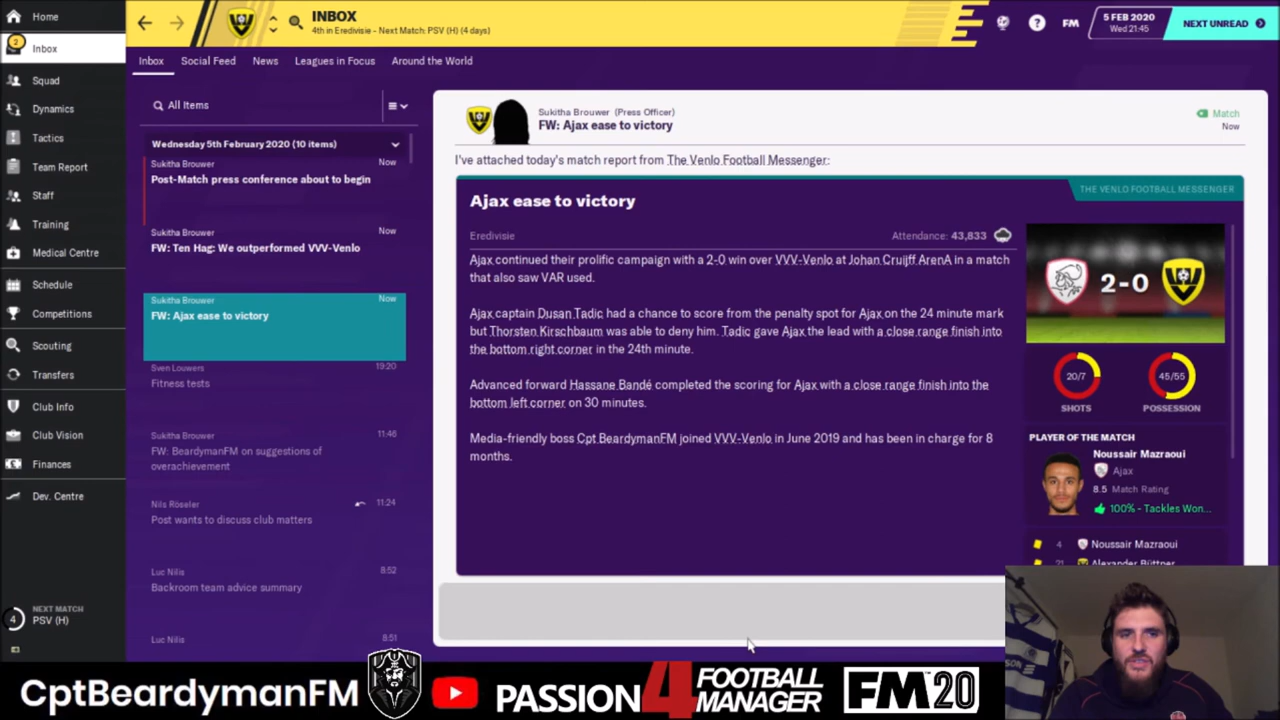 Home
INBOX
4th in Eredivisie - Next Match: PSV (H) (4 days)
FM
5 FEB 2020
Wed 21:45
NEXT UNREAD
2
Inbox
Squad
Dynamics
Tactics
Team Report
Staff
Training
Medical Centre
Schedule
Competitions
Scouting
Transfers
Club Info
Club Vision
Finances
Dev. Centre
4
NEXT MATCH
PSV (H)
Inbox Social Feed News Leagues in Focus Around the World
All Items
Wednesday 5th February 2020 (10 items)
Sukitha Brouwer Now
Post-Match press conference about to begin
Sukitha Brouwer Now
FW: Ten Hag: We outperformed VVV-Venlo
Sukitha Brouwer Now
FW: Ajax ease to victory
Sven Louwers 19:20
Fitness tests
Sukitha Brouwer 11:46
FW: BeardymanFM on suggestions of
overachievement
Nils Röseler 11:24
Post wants to discuss club matters
Luc Nilis 8:52
Backroom team advice summary
Luc Nilis 8:51
Sukitha Brouwer (Press Officer)
FW: Ajax ease to victory
Match
Now
I've attached today's match report from The Venlo Football Messenger:
THE VENLO FOOTBALL MESSENGER
Ajax ease to victory
Eredivisie Attendance: 43,833
Ajax continued their prolific campaign with a 2-0 win over VVV-Venlo at Johan Cruijff ArenA in a match
that also saw VAR used.
Ajax captain Dusan Tadic had a chance to score from the penalty spot for Ajax on the 24 minute mark
but Thorsten Kirschbaum was able to deny him. Tadic gave Ajax the lead with a close range finish into
the bottom right corner in the 24th minute.
Advanced forward Hassane Bandé completed the scoring for Ajax with a close range finish into the
bottom left corner on 30 minutes.
Media-friendly boss Cpt BeardymanFM joined VVV-Venlo in June 2019 and has been in charge for 8
months.
2-0
20/7 45/55
SHOTS POSSESSION
PLAYER OF THE MATCH
Noussair Mazraoui
Ajax
8.5 Match Rating
100% - Tackles Won...
4 Noussair Mazraoui
21 Alexander Büttner
CptBeardymanFM
PASSION 4 FOOTBALL
MANAGER
FM20